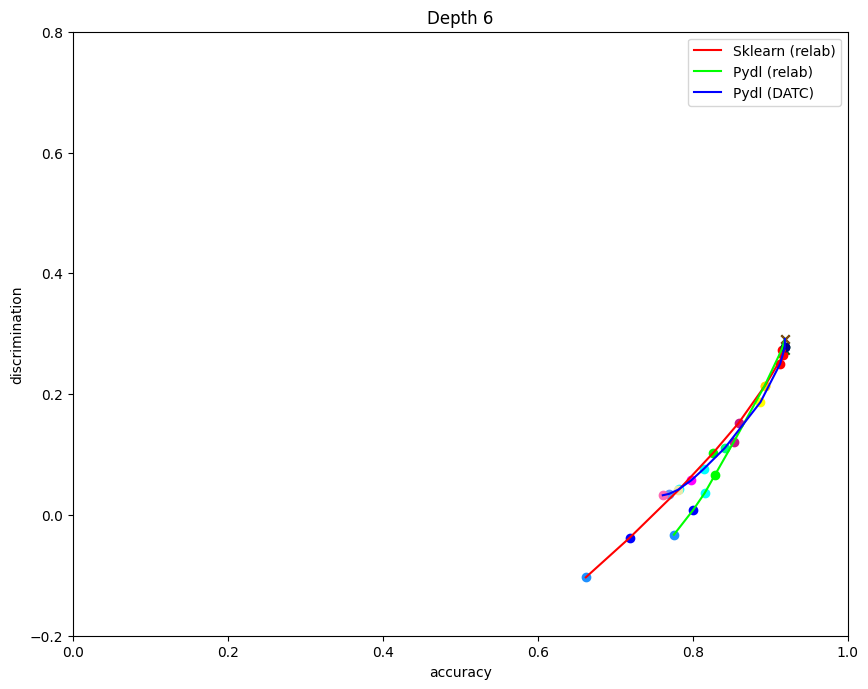 Depth 6
Sklearn (relab)
Pydl (relab)
Pydl (DATC)
0.8
0.6
0.4
0.2
0.0
−0.2
discrimination
0.0 0.2 0.4 0.6 0.8 1.0
accuracy